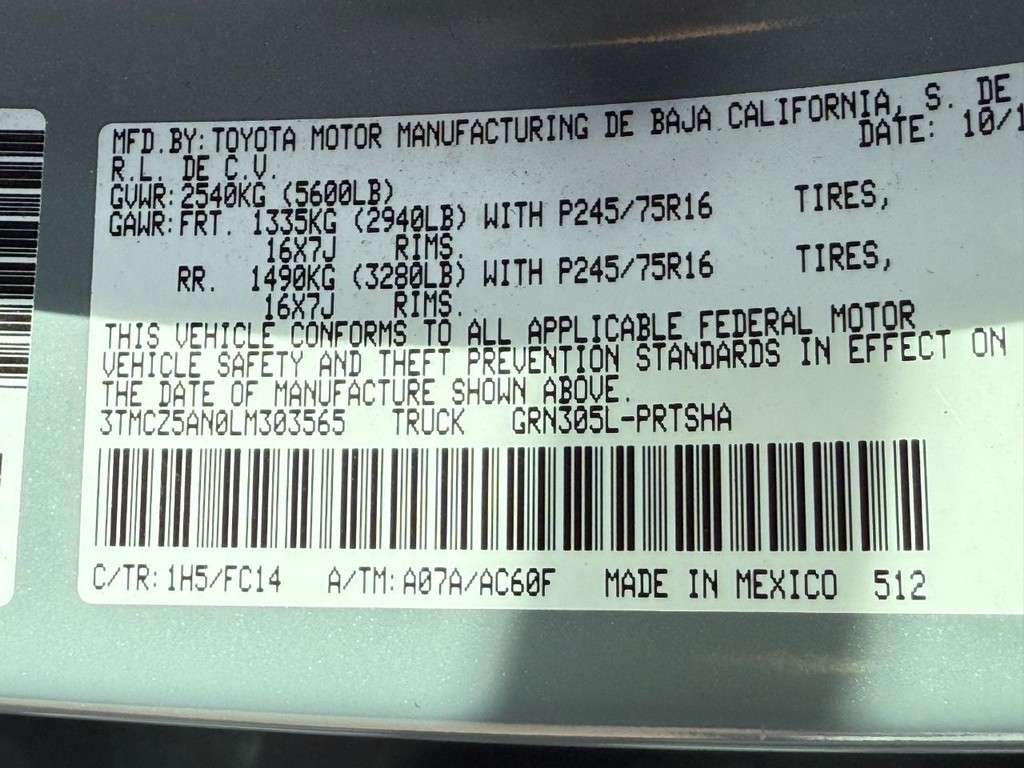 MFD.BY:TOYOTA MOTOR MANUFACTURING DE BAJA CALIFORNIA, S. DE
R.L. DE C.V. DATE: 10/1
GVWR:2540KG (5600LB)
GAWR:FRT. 1335KG (2940LB) WITH P245/75R16 TIRES,
16X7J RIMS.
RR. 1490KG (3280LB) WITH P245/75R16 TIRES,
16X7J RIMS.
THIS VEHICLE CONFORMS TO ALL APPLICABLE FEDERAL MOTOR
VEHICLE SAFETY AND THEFT PREVENTION STANDARDS IN EFFECT ON
THE DATE OF MANUFACTURE SHOWN ABOVE.
3TMCZ5AN0LM303565 TRUCK GRN305L-PRTSHA
C/TR:1H5/FC14 A/TM:A07A/AC60F MADE IN MEXICO 512